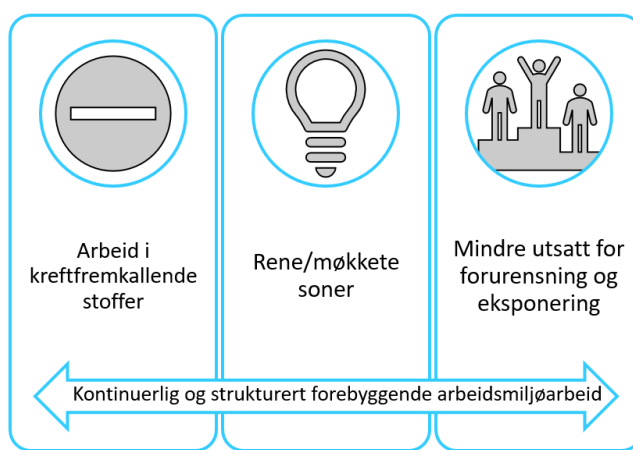 Arbeid i
kreftfremkallende
stoffer
Rene/møkkete
soner
Mindre utsatt for
forurensning og
eksponering
Kontinuerlig og strukturert forebyggende arbeidsmiljøarbeid